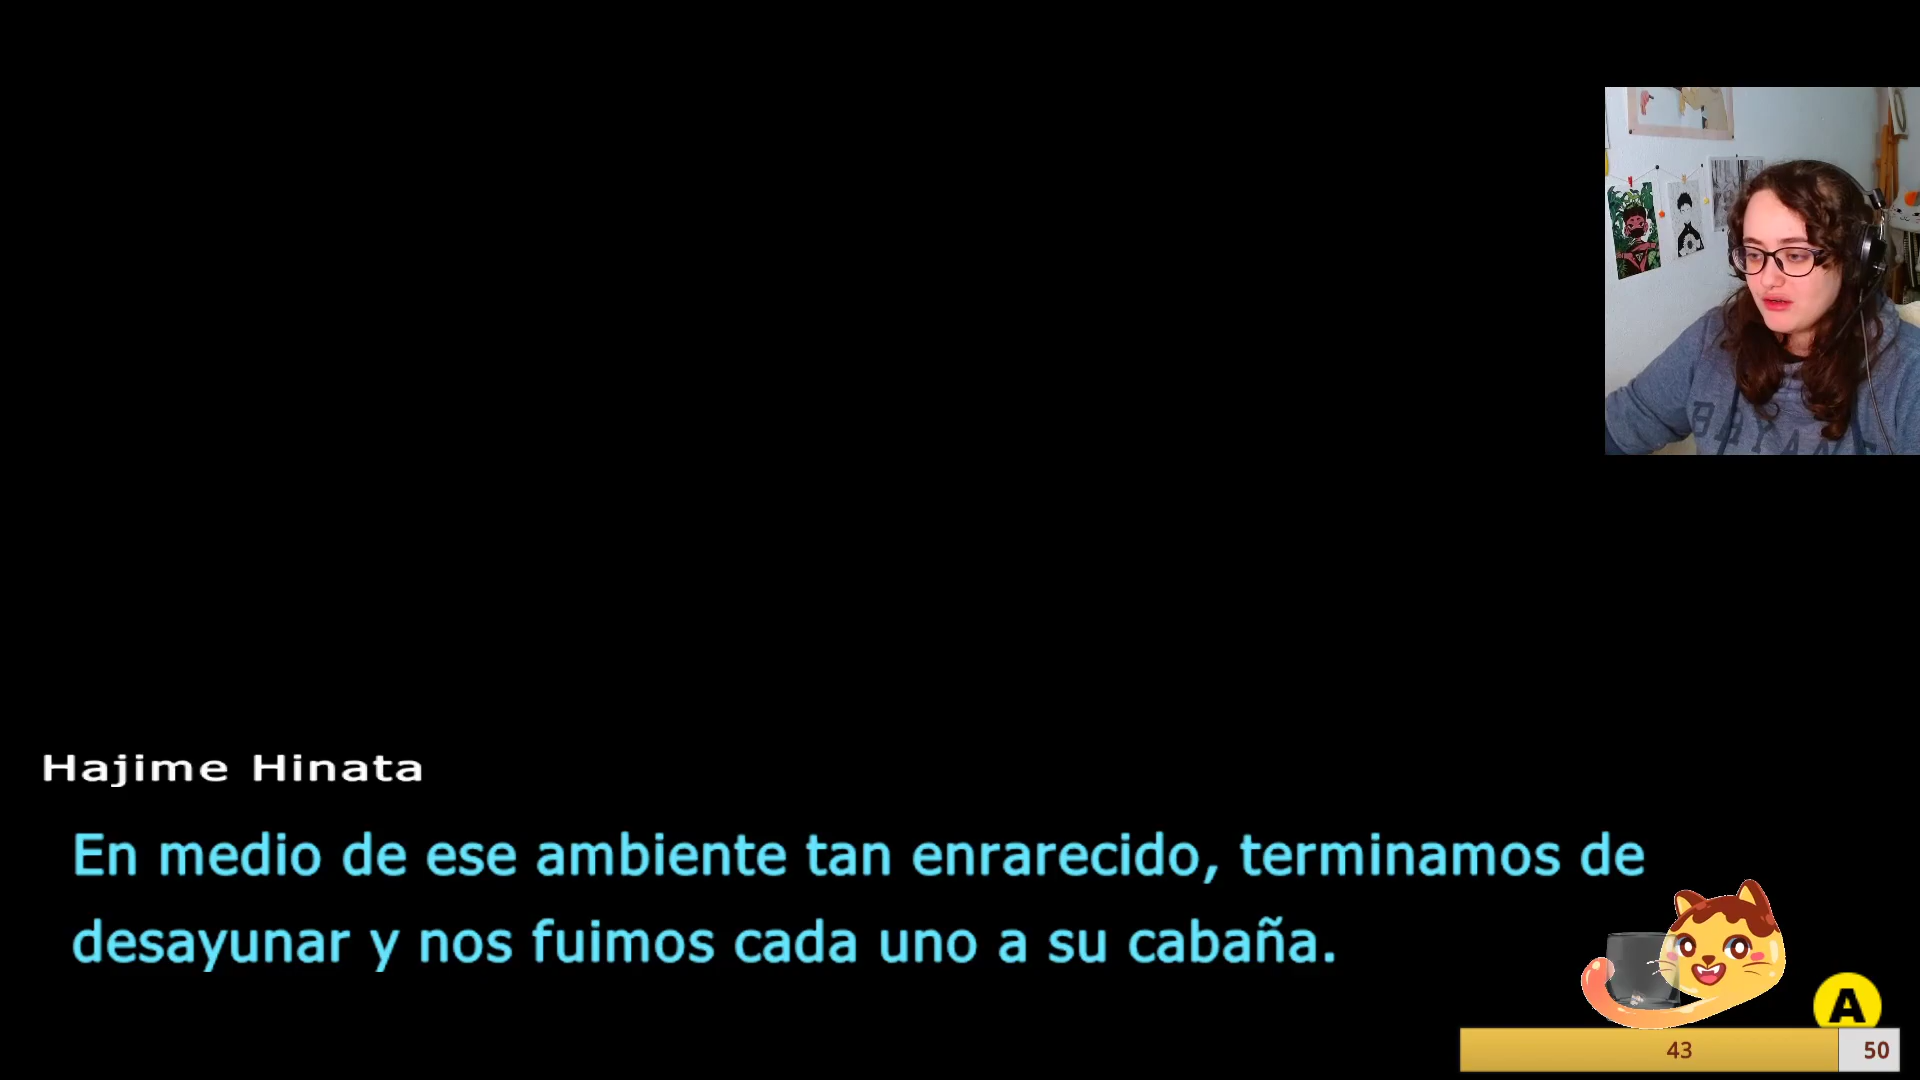 Hajime Hinata
En medio de ese ambiente tan enrarecido, terminamos de
desayunar y nos fuimos cada uno a su cabaña.
A
43
50